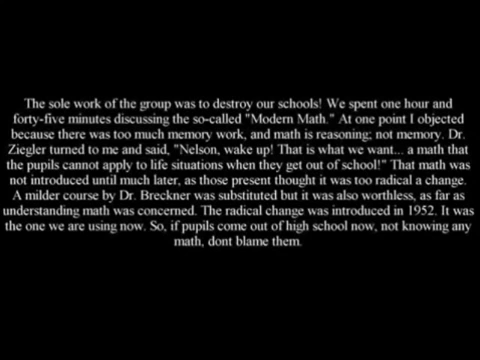 The sole work of the group was to destroy our schools! We spent one hour and
forty-five minutes discussing the so-called "Modern Math." At one point I objected
because there was too much memory work, and math is reasoning; not memory. Dr.
Ziegler turned to me and said, "Nelson, wake up! That is what we want... a math that
the pupils cannot apply to life situations when they get out of school!" That math was
not introduced until much later, as those present thought it was too radical a change.
A milder course by Dr. Breckner was substituted but it was also worthless, as far as
understanding math was concerned. The radical change was introduced in 1952. It was
the one we are using now. So, if pupils come out of high school now, not knowing any
math, dont blame them.